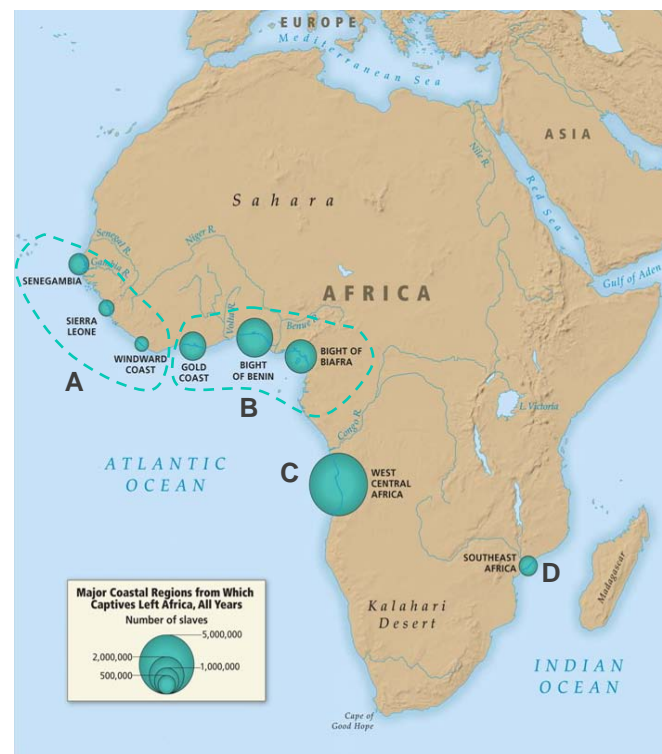 EUROPE
Mediterranean Sea
ASIA
Nile R.
Red Sea
Sahara
Senegal R.
Niger R.
Gambia R.
SENEGAMBIA
Gulf of Aden
AFRICA
SIERRA
LEONE
Volta R.
Benue
WINDWARD
COAST
GOLD
COAST
BIGHT
OF BENIN
BIGHT OF
BIAFRA
A
B
L. Victoria
Congo R.
ATLANTIC
OCEAN
C
WEST
CENTRAL
AFRICA
SOUTHEAST
AFRICA
D
Madagascar
Major Coastal Regions from Which
Captives Left Africa, All Years
Number of slaves
5,000,000
2,000,000
1,000,000
500,000
Kalahari
Desert
INDIAN
OCEAN
Cape of
Good Hope